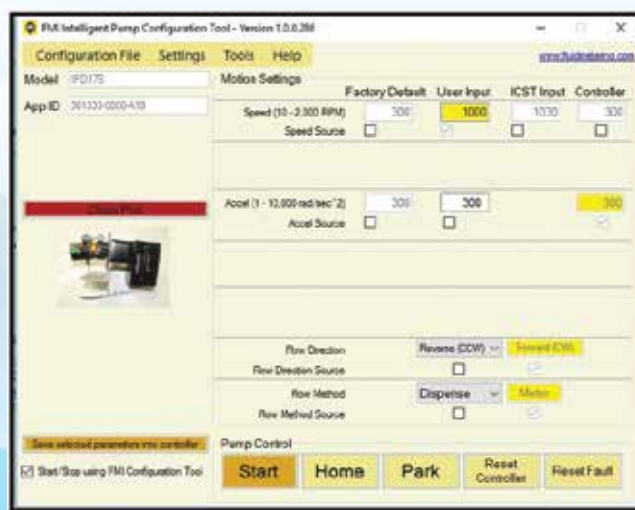 FMI Intelligent Pump Configuration Tool - Version 1.0.0.286
Configuration File Settings Tools Help
www.fluidmetering.com
Model
Motion Settings
Factory Default User Input ICST Input Controller
App ID
Speed (10 - 2,000 RPM) 300 1000 1000 300
Speed Source
Accel (1 - 10,000 rad/sec^2) 300 300 300
Accel Source
Flow Direction Reverse (CCW) Forward (CW)
Flow Direction Source
Flow Method Dispense Meter
Flow Method Source
Save selected parameters into controller
Pump Control
Start/Stop using FMI Configuration Tool
Start Home Park Reset Controller Reset Fault